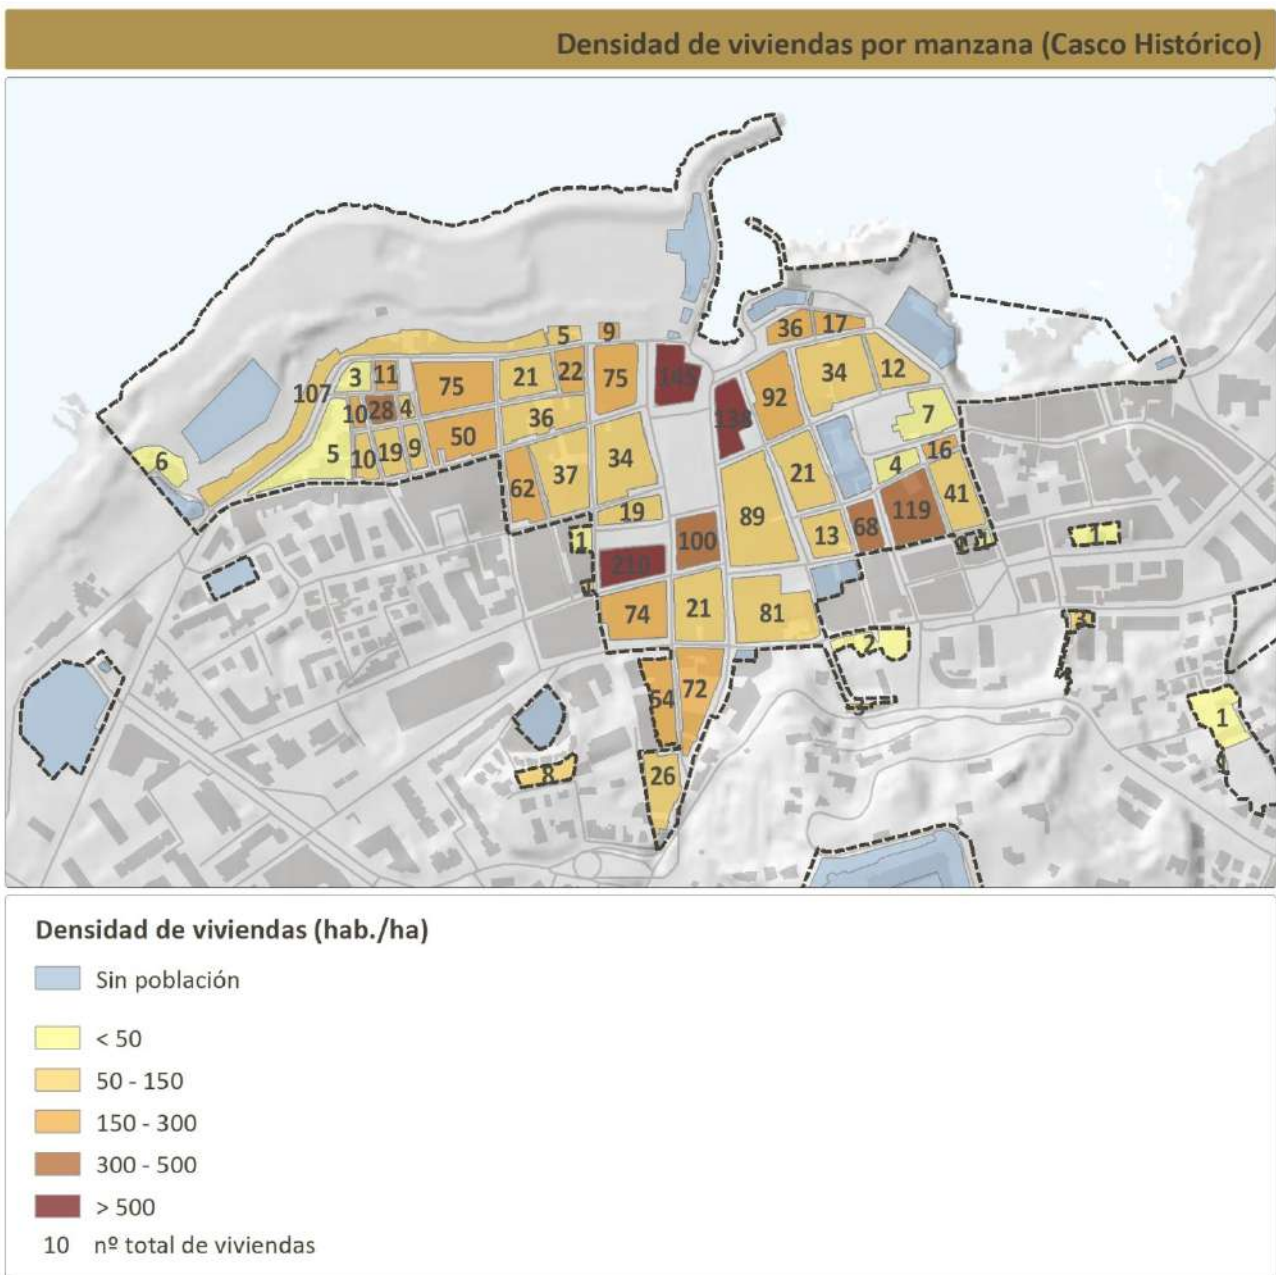 Densidad de viviendas por manzana (Casco Histórico)
36 17
5 9
107 3 11 75 21 22 75 145 92 34 12
10 28 4 36 138 7
6 5 10 19 9 50 37 34 21 16
62 4
19 89 119 41
1 100 13 68 1
210
74 21 81
2 3
54 72
1
8 26
Densidad de viviendas (hab./ha)
Sin población
< 50
50 - 150
150 - 300
300 - 500
> 500
10 nº total de viviendas